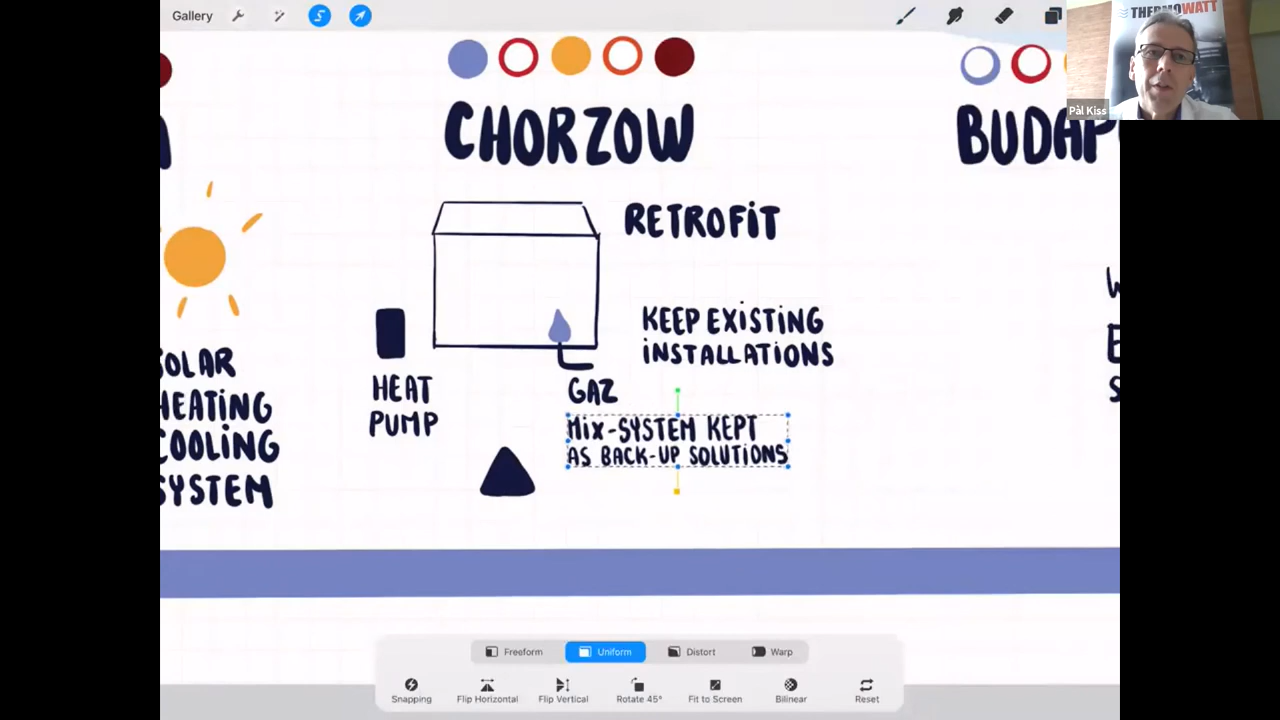 Gallery
THERMOWATT
Pàl Kiss
CHORZOW
RETROFIT
KEEP EXISTING
INSTALLATIONS
HEAT
PUMP
GAZ
MIX-SYSTEM KEPT
AS BACK-UP SOLUTIONS
SOLAR
HEATING
COOLING
SYSTEM
BUDAP
Freeform
Uniform
Distort
Warp
Snapping
Flip Horizontal
Flip Vertical
Rotate 45°
Fit to Screen
Bilinear
Reset